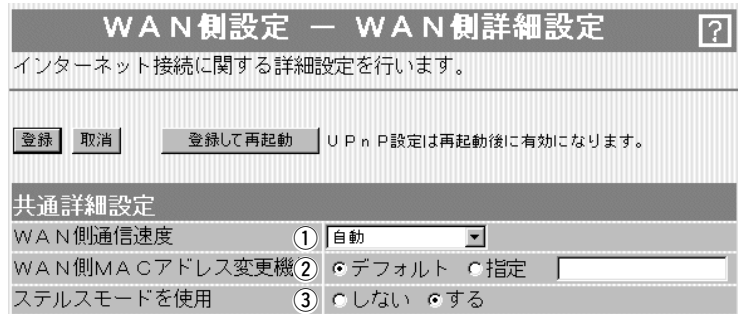 WAN側設定 － WAN側詳細設定 ?
インターネット接続に関する詳細設定を行います。
登録 取消 登録して再起動 UPnP設定は再起動後に有効になります。
共通詳細設定
WAN側通信速度 ① 自動
WAN側MACアドレス変更機 ② デフォルト 指定
ステルスモードを使用 ③ しない する